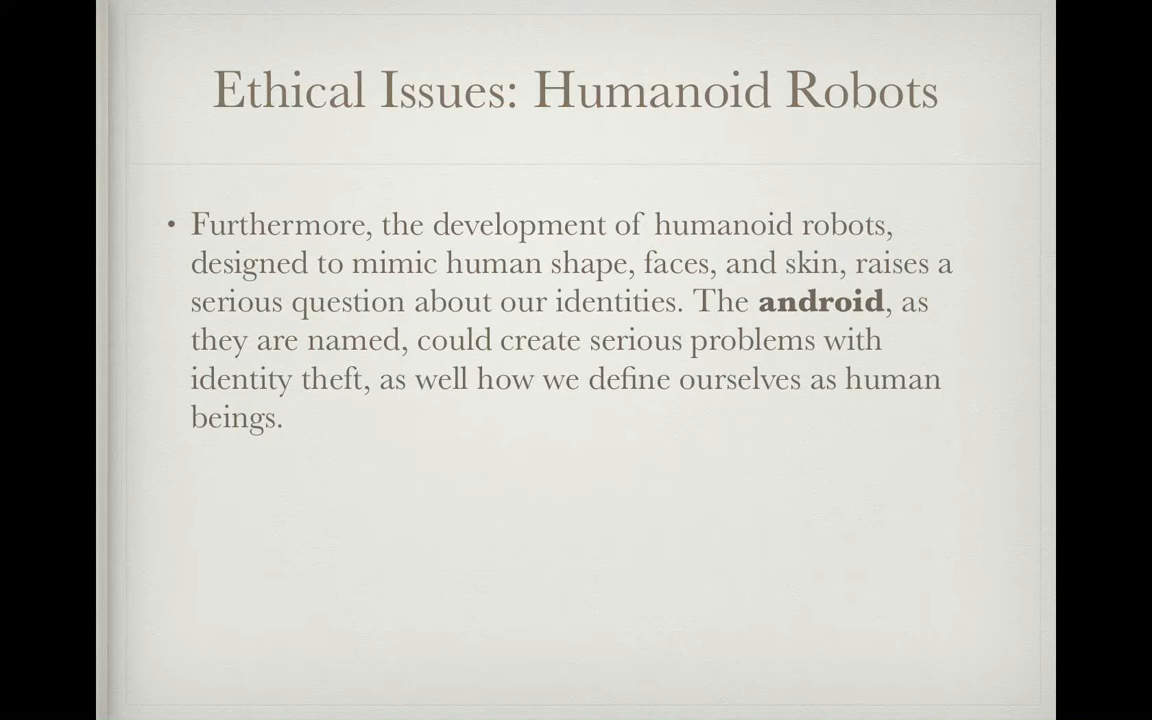 Ethical Issues: Humanoid Robots
• Furthermore, the development of humanoid robots,
designed to mimic human shape, faces, and skin, raises a
serious question about our identities. The android, as
they are named, could create serious problems with
identity theft, as well how we define ourselves as human
beings.